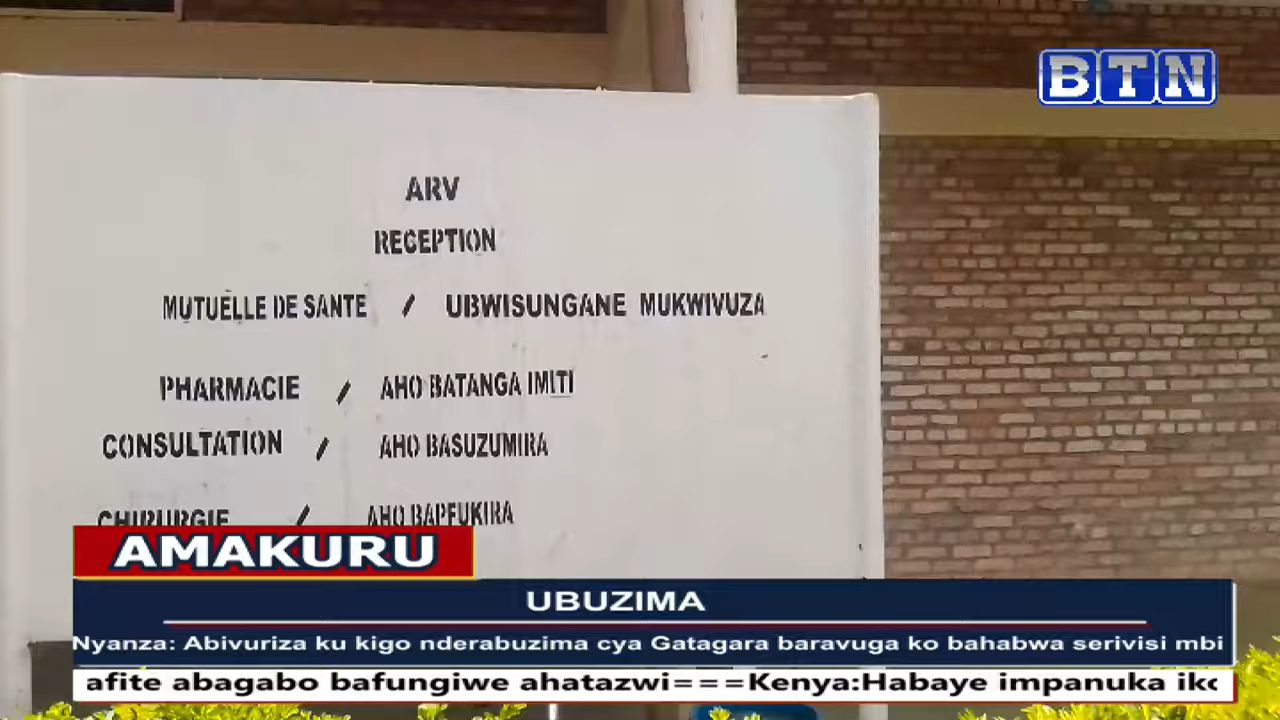 BTN
ARV
RECEPTION
MUTUELLE DE SANTE / UBWISUNGANE MUKWIVUZA
PHARMACIE / AHO BATANGA IMITI
CONSULTATION / AHO BASUZUMIRA
CHIRURGIE / AHO BAPFUKIRA
AMAKURU
UBUZIMA
Nyanza: Abivuriza ku kigo nderabuzima cya Gatagara baravuga ko bahabwa serivisi mbi
afite abagabo bafungiwe ahatazwi===Kenya:Habaye impanuka